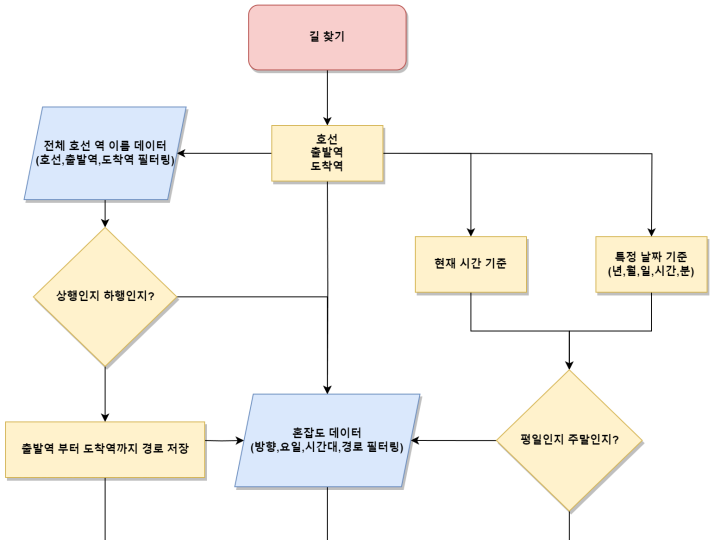 길 찾기
호선
출발역
도착역
전체 호선 역 이름 데이터
(호선,출발역,도착역 필터링)
현재 시간 기준
특정 날짜 기준
(년,월,일,시간,분)
상행인지 하행인지?
혼잡도 데이터
(방향,요일,시간대,경로 필터링)
평일인지 주말인지?
출발역 부터 도착역까지 경로 저장